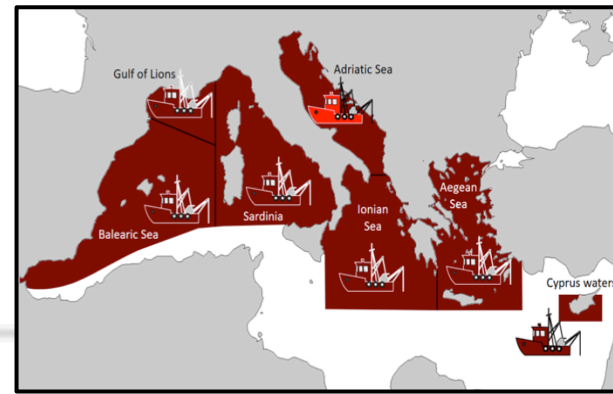 Gulf of Lions
Adriatic Sea
Aegean
Sea
Ionian
Sea
Sardinia
Balearic Sea
Cyprus waters